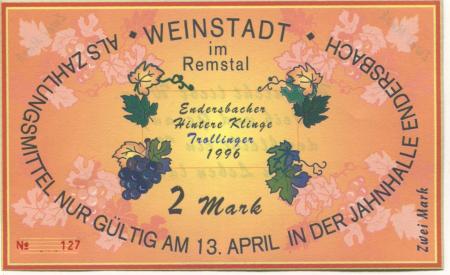 · WEINSTADT ·
im
Remstal
ALS ZAHLUNGSMITTEL NUR GÜLTIG AM 13. APRIL IN DER JAHNHALLE ENDERSBACH
Endersbacher
Hintere Klinge
Trollinger
1996
2 Mark
Zwei Mark
No 127